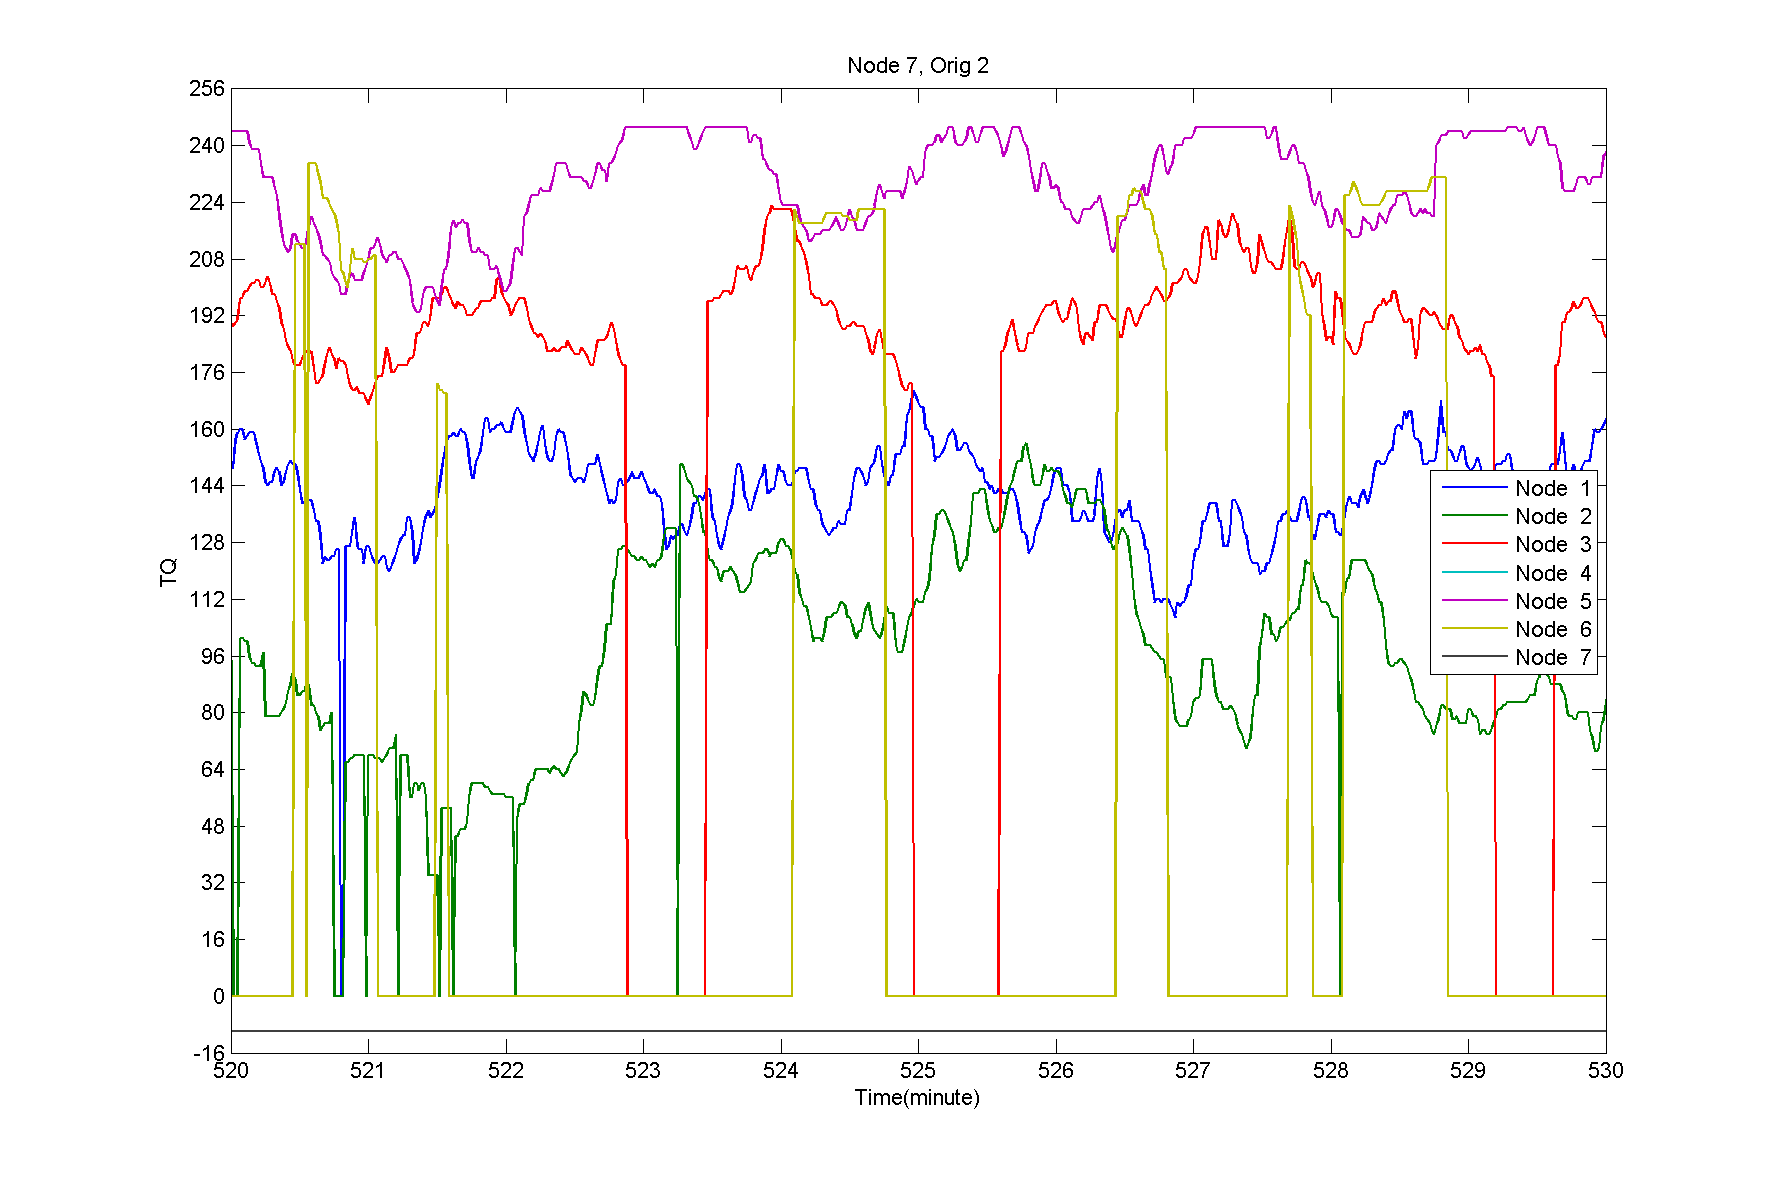 Node 7, Orig 2
256
240
224
208
192
176
160
144
128
112
96
80
64
48
32
16
0
-16
TQ
Node 1
Node 2
Node 3
Node 4
Node 5
Node 6
Node 7
520 521 522 523 524 525 526 527 528 529 530
Time(minute)